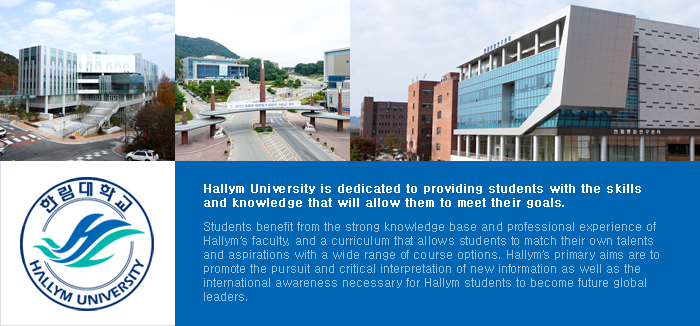 한림대학교
HALLYM UNIVERSITY
Hallym University is dedicated to providing students with the skills
and knowledge that will allow them to meet their goals.
Students benefit from the strong knowledge base and professional experience of
Hallym's faculty, and a curriculum that allows students to match their own talents
and aspirations with a wide range of course options. Hallym's primary aims are to
promote the pursuit and critical interpretation of new information as well as the
international awareness necessary for Hallym students to become future global
leaders.